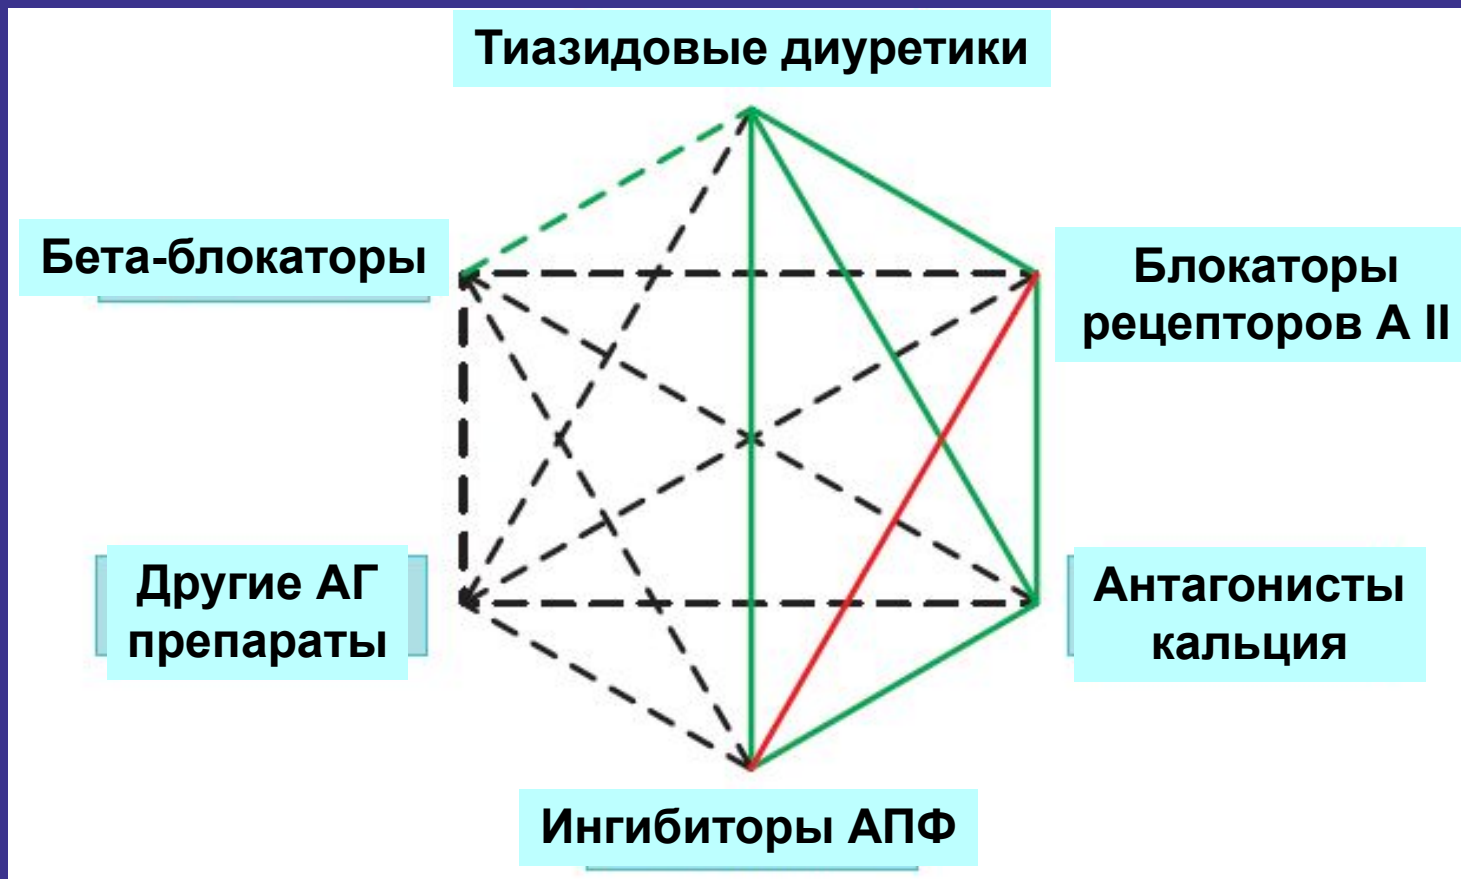 Тиазидовые диуретики
Бета-блокаторы
Блокаторы
рецепторов А II
Другие АГ
препараты
Антагонисты
кальция
Ингибиторы АПФ